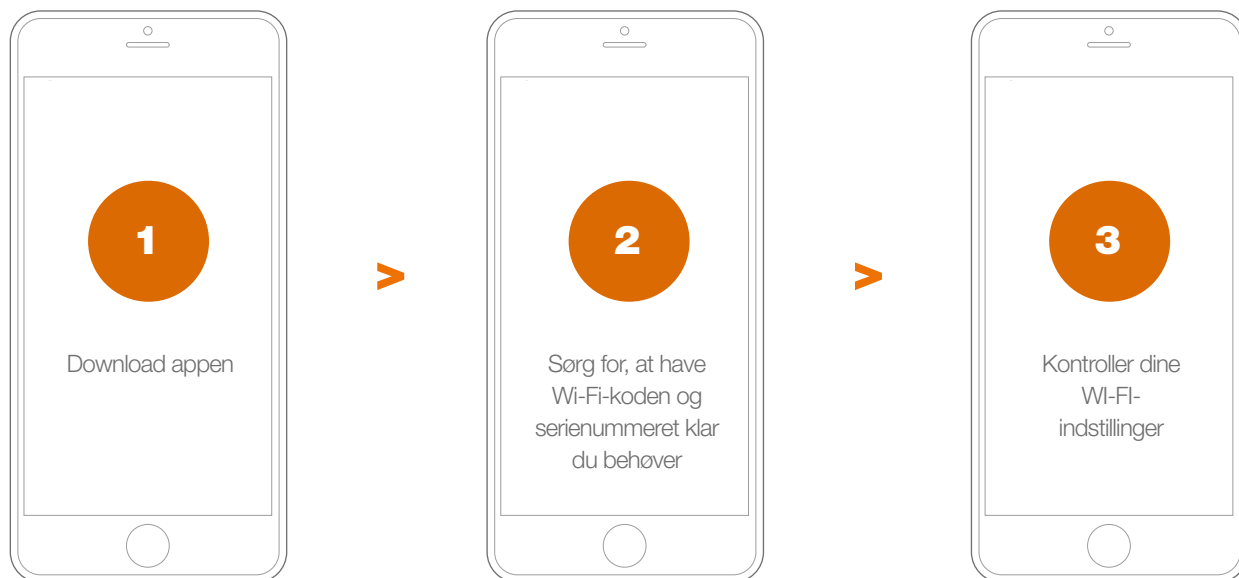 1
Download appen
>
2
Sørg for, at have
Wi-Fi-koden og
serienummeret klar
du behøver
>
3
Kontroller dine
WI-FI-
indstillinger